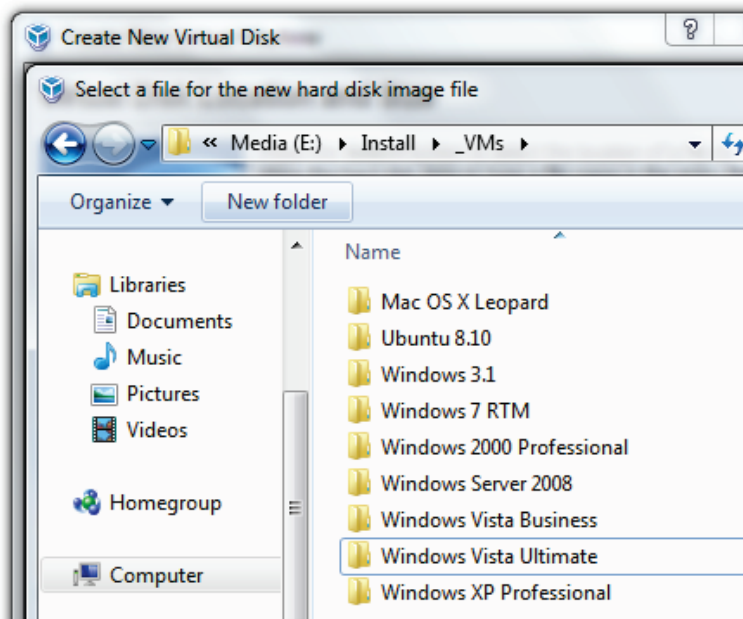 Create New Virtual Disk
?
Select a file for the new hard disk image file
« Media (E:) Install _VMs
Organize New folder
Name
Libraries
Documents
Music
Pictures
Videos
Homegroup
Computer
Mac OS X Leopard
Ubuntu 8.10
Windows 3.1
Windows 7 RTM
Windows 2000 Professional
Windows Server 2008
Windows Vista Business
Windows Vista Ultimate
Windows XP Professional